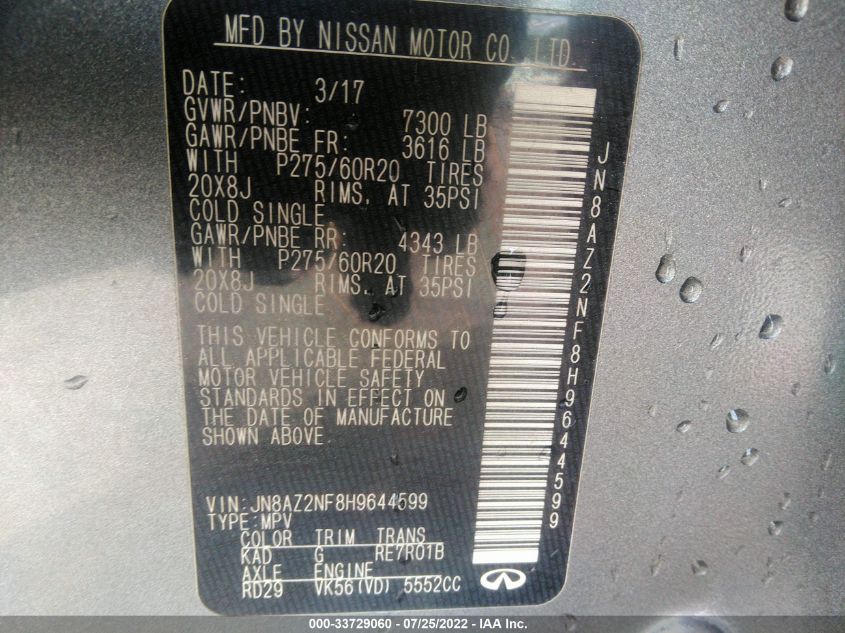 MFD BY NISSAN MOTOR CO.,LTD.
DATE: 3/17
GVWR/PNBV: 7300 LB
GAWR/PNBE FR: 3616 LB
WITH P275/60R20 TIRES
20X8J RIMS, AT 35PSI
COLD SINGLE
GAWR/PNBE RR: 4343 LB
WITH P275/60R20 TIRES
20X8J RIMS, AT 35PSI
COLD SINGLE
THIS VEHICLE CONFORMS TO
ALL APPLICABLE FEDERAL
MOTOR VEHICLE SAFETY
STANDARDS IN EFFECT ON
THE DATE OF MANUFACTURE
SHOWN ABOVE.
VIN: JN8AZ2NF8H9644599
TYPE: MPV
COLOR TRIM TRANS
KAD G RE7R01B
AXLE ENGINE
RD29 VK56(VD) 5552CC
JN8AZ2NF8H9644599
000-33729060 - 07/25/2022 - IAA Inc.